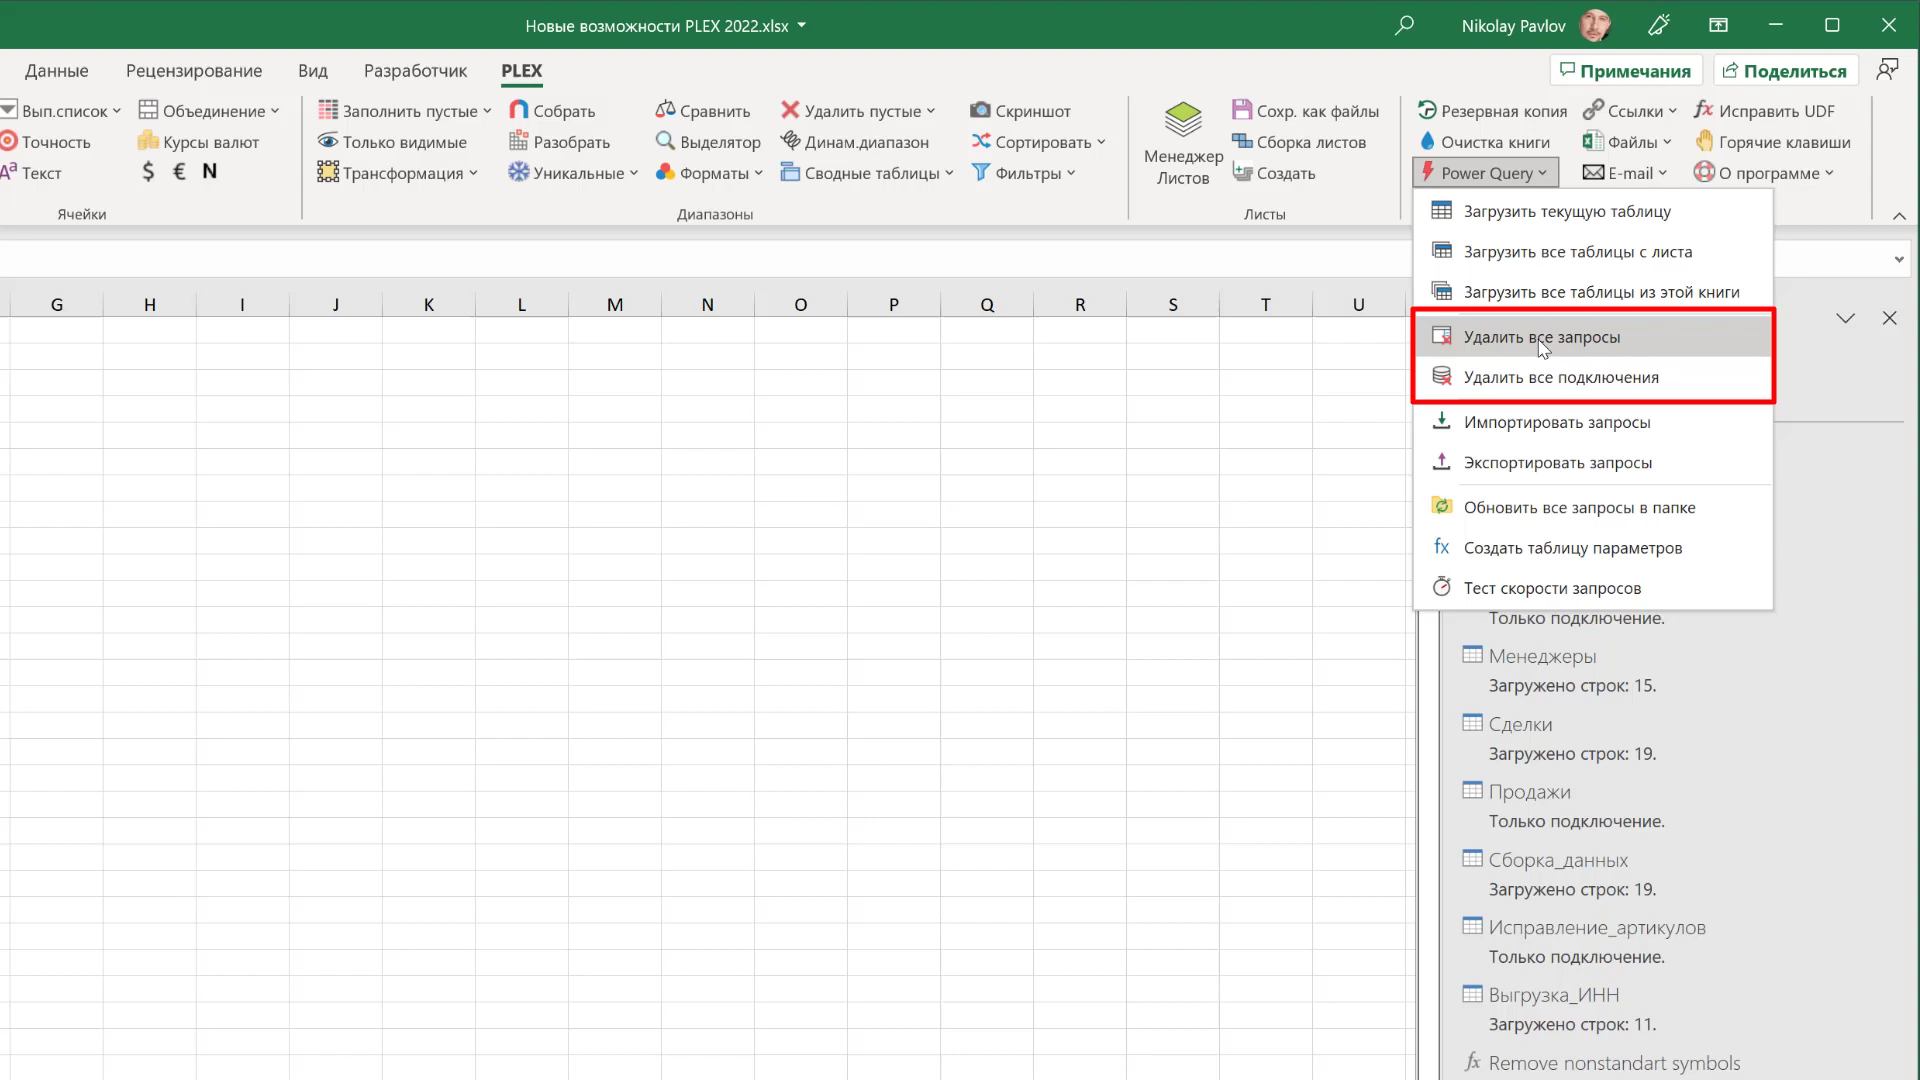 Новые возможности PLEX 2022.xlsx
Nikolay Pavlov
Данные Рецензирование Вид Разработчик PLEX
Примечания Поделиться
Вып.список Объединение Заполнить пустые Собрать Сравнить Удалить пустые Скриншот Сохр. как файлы Резервная копия Ссылки Исправить UDF
Точность Курсы валют Только видимые Разобрать Выделитель Динам.диапазон Сортировать Сборка листов Очистка книги Файлы Горячие клавиши
Текст $ € N Трансформация Уникальные Форматы Сводные таблицы Фильтры Менеджер Листов Создать Power Query E-mail О программе
Ячейки Диапазоны Листы
G H I J K L M N O P Q R S T U
Загрузить текущую таблицу
Загрузить все таблицы с листа
Загрузить все таблицы из этой книги
Удалить все запросы
Удалить все подключения
Импортировать запросы
Экспортировать запросы
Обновить все запросы в папке
fx Создать таблицу параметров
Тест скорости запросов
Только подключение.
Менеджеры
Загружено строк: 15.
Сделки
Загружено строк: 19.
Продажи
Только подключение.
Сборка_данных
Загружено строк: 19.
Исправление_артикулов
Только подключение.
Выгрузка_ИНН
Загружено строк: 11.
fx Remove nonstandart symbols